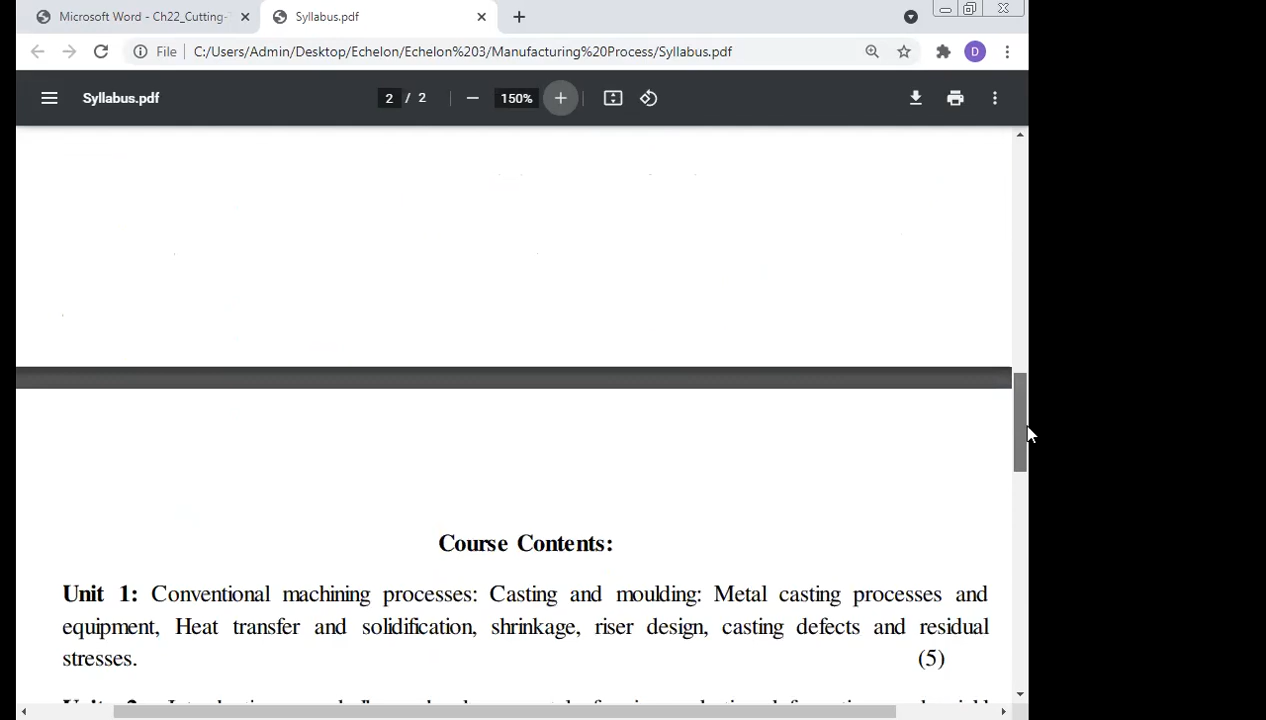 Microsoft Word - Ch22_Cutting-
Syllabus.pdf
File
C:/Users/Admin/Desktop/Echelon/Echelon%203/Manufacturing%20Process/Syllabus.pdf
D
Syllabus.pdf
2 / 2
150%
Course Contents:
Unit 1: Conventional machining processes: Casting and moulding: Metal casting processes and
equipment, Heat transfer and solidification, shrinkage, riser design, casting defects and residual
stresses. (5)